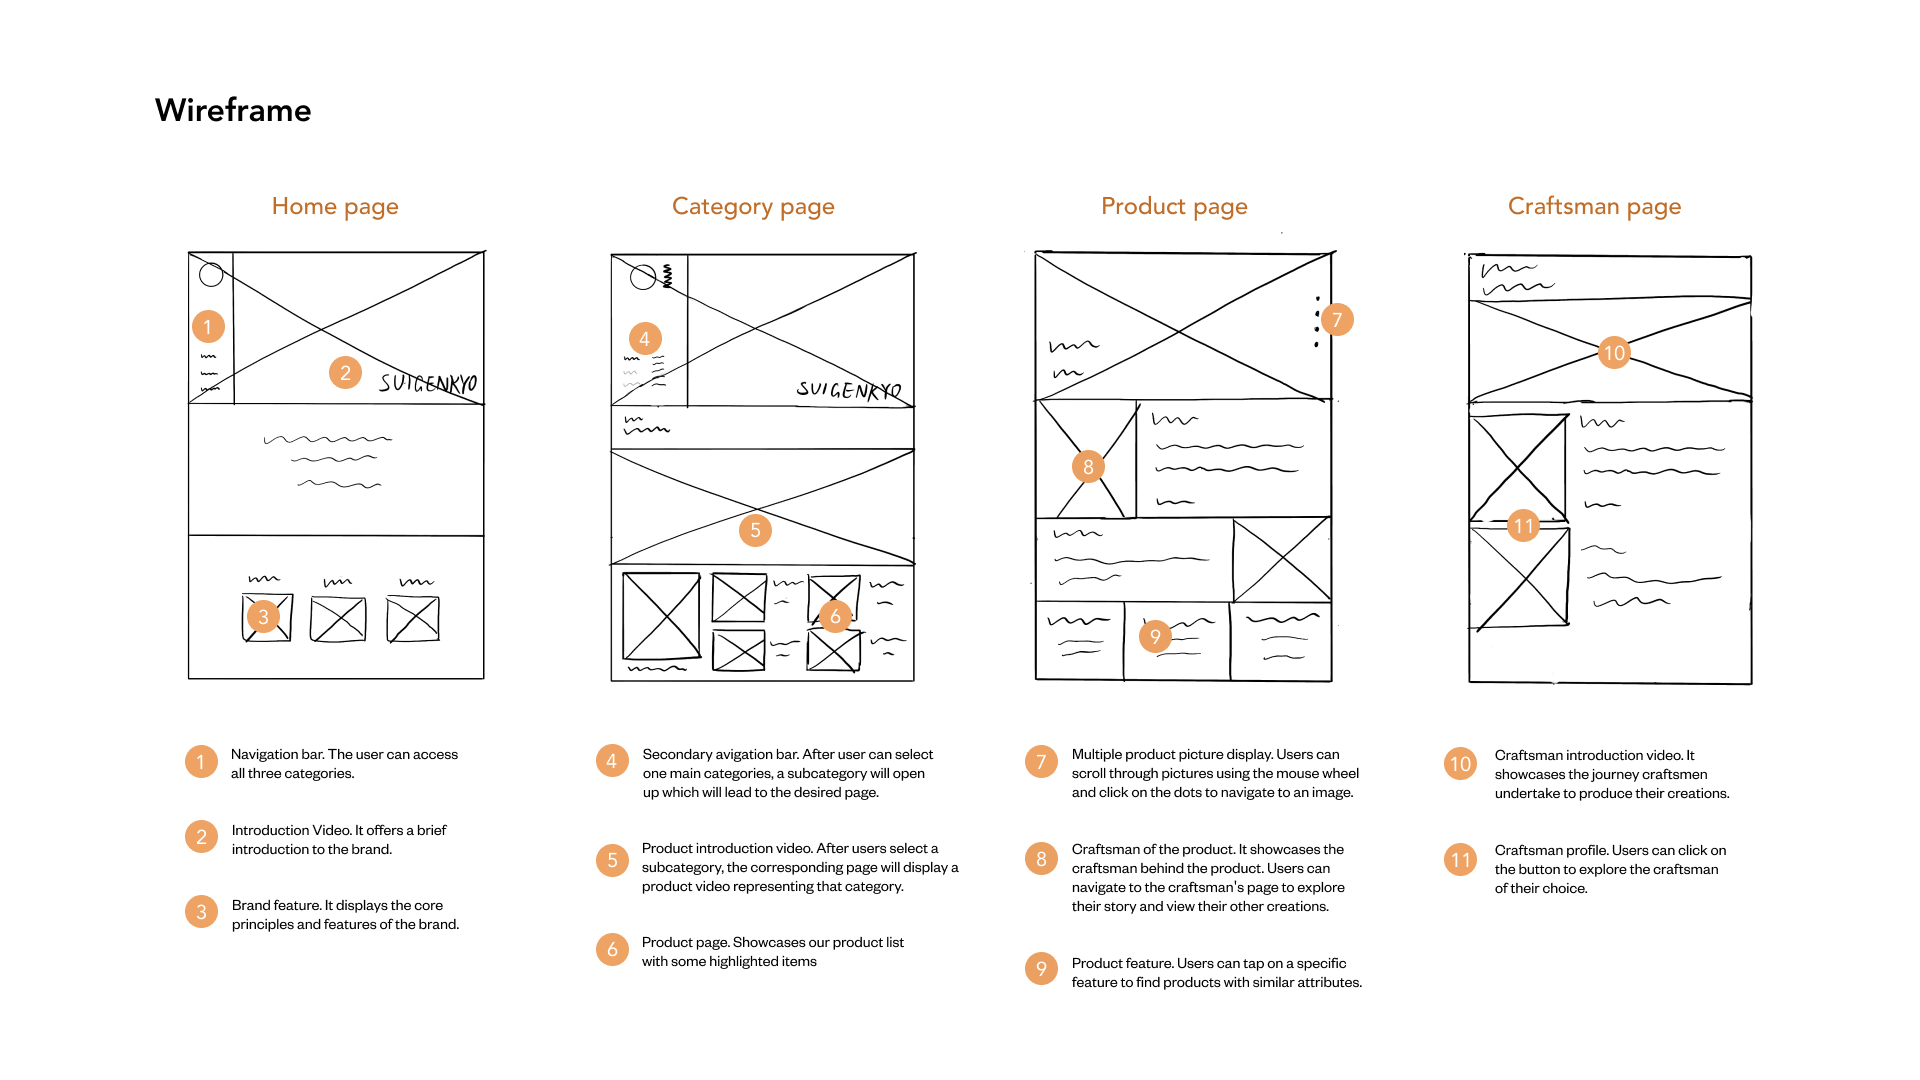 Wireframe
Home page
1
2
SUIGENKYO
3
1
Navigation bar. The user can access
all three categories.
2
Introduction Video. It offers a brief
introduction to the brand.
3
Brand feature. It displays the core
principles and features of the brand.
Category page
4
SUIGENKYO
5
6
4
Secondary avigation bar. After user can select
one main categories, a subcategory will open
up which will lead to the desired page.
5
Product introduction video. After users select a
subcategory, the corresponding page will display a
product video representing that category.
6
Product page. Showcases our product list
with some highlighted items
Product page
7
8
9
7
Multiple product picture display. Users can
scroll through pictures using the mouse wheel
and click on the dots to navigate to an image.
8
Craftsman of the product. It showcases the
craftsman behind the product. Users can
navigate to the craftsman's page to explore
their story and view their other creations.
9
Product feature. Users can tap on a specific
feature to find products with similar attributes.
Craftsman page
10
11
10
Craftsman introduction video. It
showcases the journey craftsmen
undertake to produce their creations.
11
Craftsman profile. Users can click on
the button to explore the craftsman
of their choice.